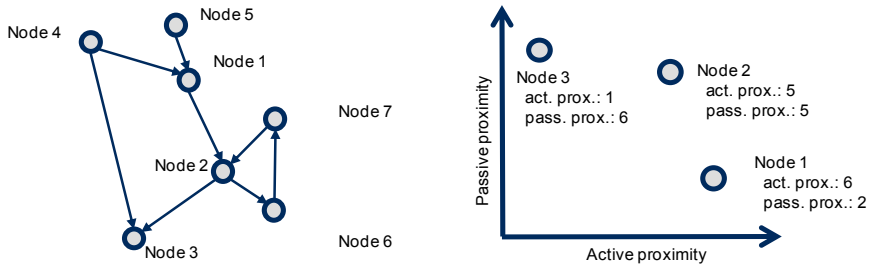 Node 5
Node 4
Node 1
Node 7
Node 2
Node 6
Node 3
Passive proximity
Node 3
act. prox.: 1
pass. prox.: 6
Node 2
act. prox.: 5
pass. prox.: 5
Node 1
act. prox.: 6
pass. prox.: 2
Active proximity